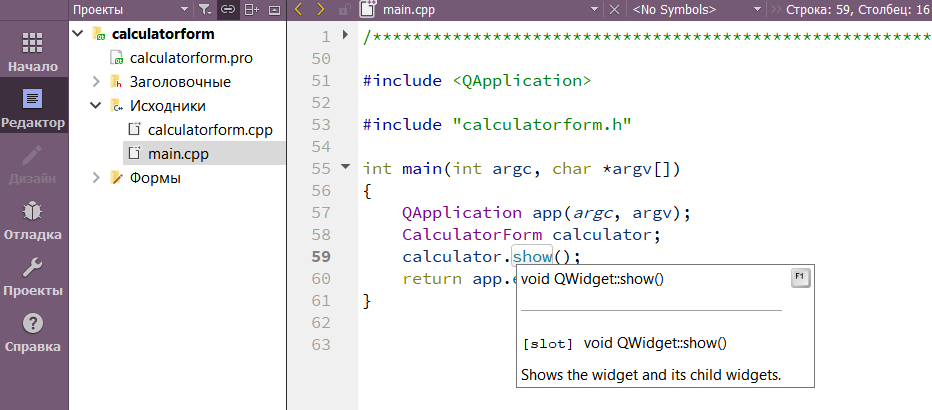 Проекты
main.cpp
<No Symbols>
Строка: 59, Столбец: 16
Начало
Редактор
Дизайн
Отладка
Проекты
Справка
calculatorform
calculatorform.pro
Заголовочные
Исходники
calculatorform.cpp
main.cpp
Формы
1 /********************************************************
50
51 #include <QApplication>
52
53 #include "calculatorform.h"
54
55 int main(int argc, char *argv[])
56 {
57 QApplication app(argc, argv);
58 CalculatorForm calculator;
59 calculator.show();
60 return app.
61 }
62
63
void QWidget::show()
F1
[slot] void QWidget::show()
Shows the widget and its child widgets.